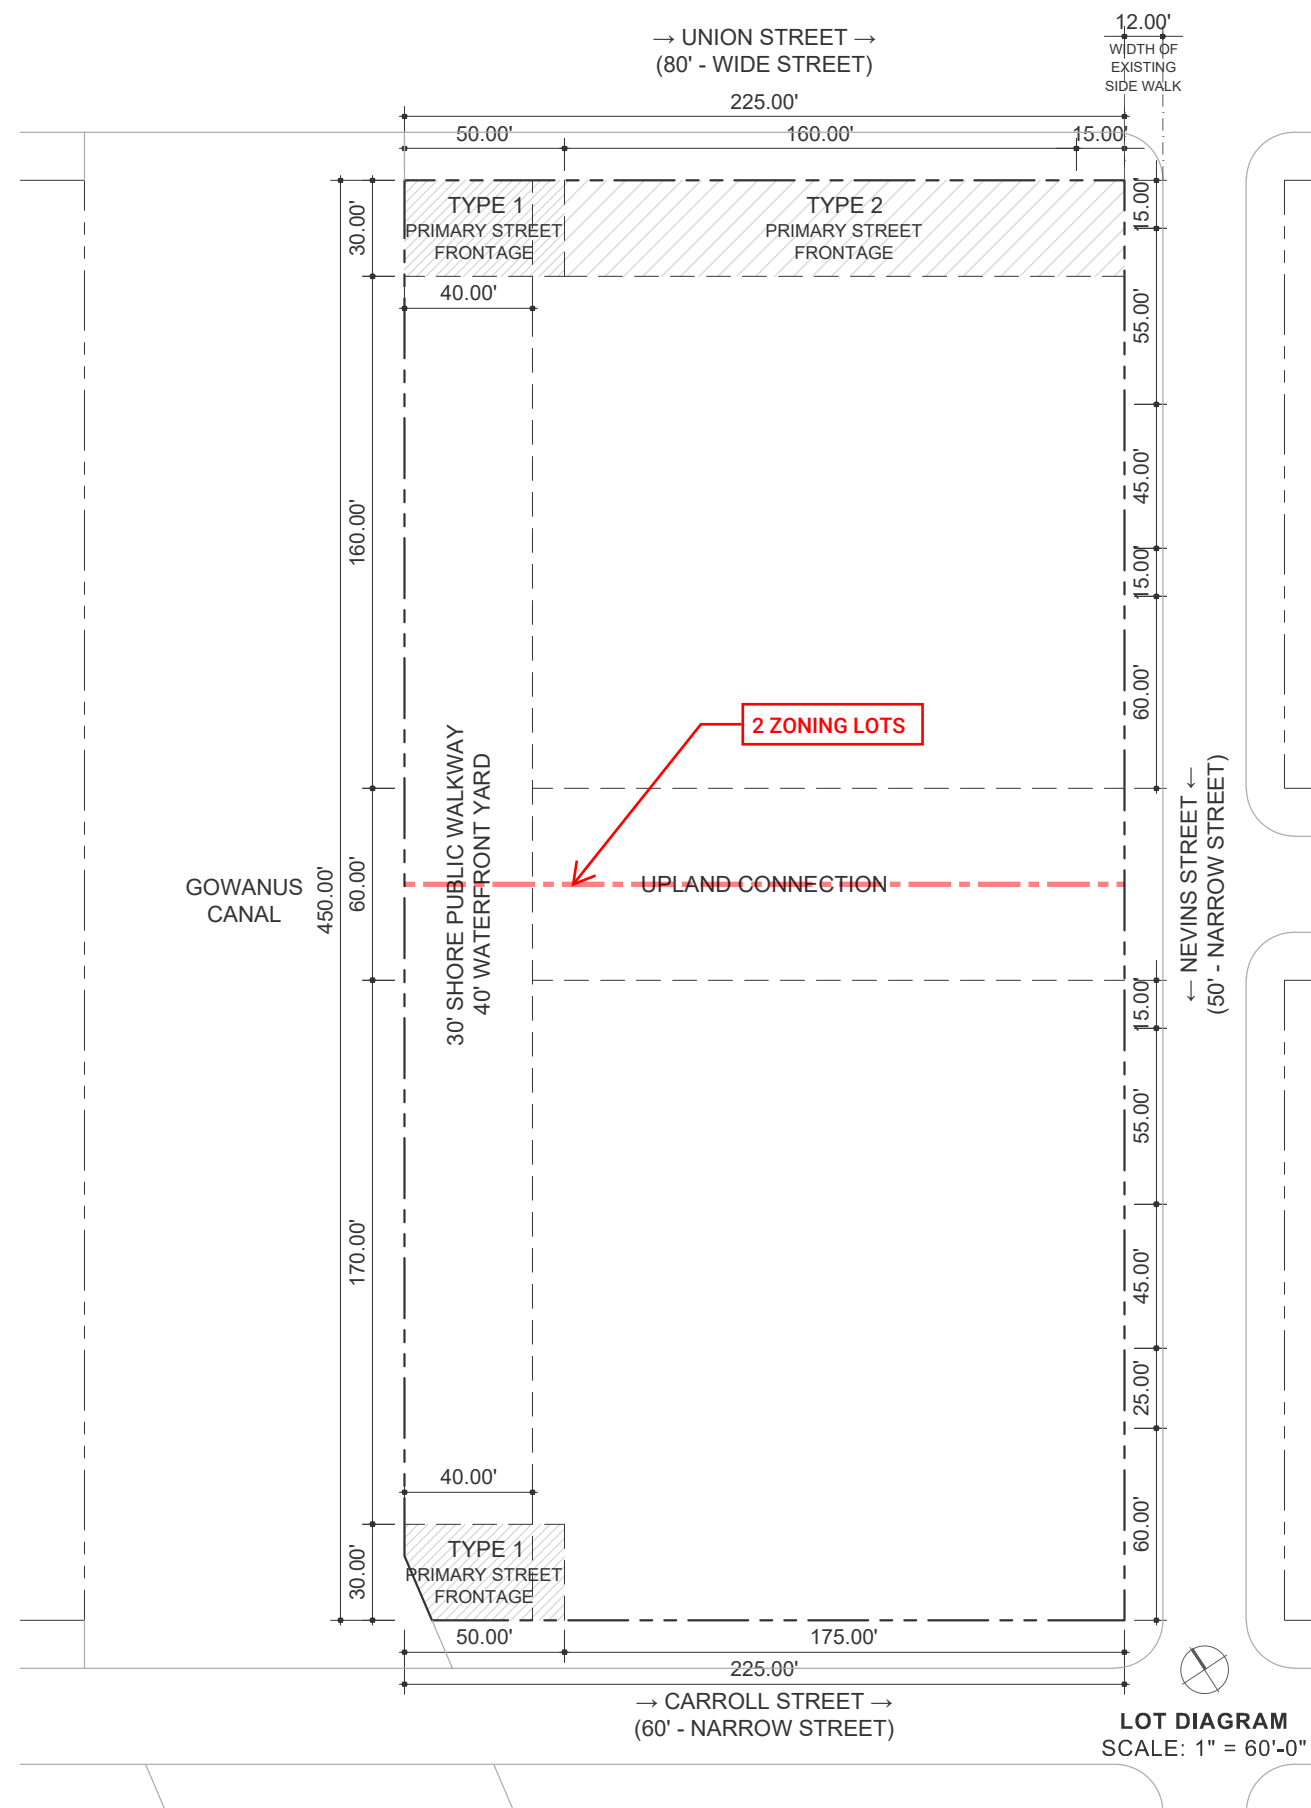 → UNION STREET →
(80' - WIDE STREET)
12.00'
WIDTH OF
EXISTING
SIDE WALK
225.00'
50.00'
160.00'
15.00'
30.00'
TYPE 1
PRIMARY STREET
FRONTAGE
TYPE 2
PRIMARY STREET
FRONTAGE
15.00'
40.00'
55.00'
160.00'
45.00'
15.00'
60.00'
2 ZONING LOTS
30' SHORE PUBLIC WALKWAY
40' WATERFRONT YARD
GOWANUS
CANAL
450.00'
60.00'
UPLAND CONNECTION
← NEVINS STREET ←
(50' - NARROW STREET)
15.00'
55.00'
170.00'
45.00'
25.00'
40.00'
60.00'
30.00'
TYPE 1
PRIMARY STREET
FRONTAGE
50.00'
175.00'
225.00'
→ CARROLL STREET →
(60' - NARROW STREET)
LOT DIAGRAM
SCALE: 1" = 60'-0"